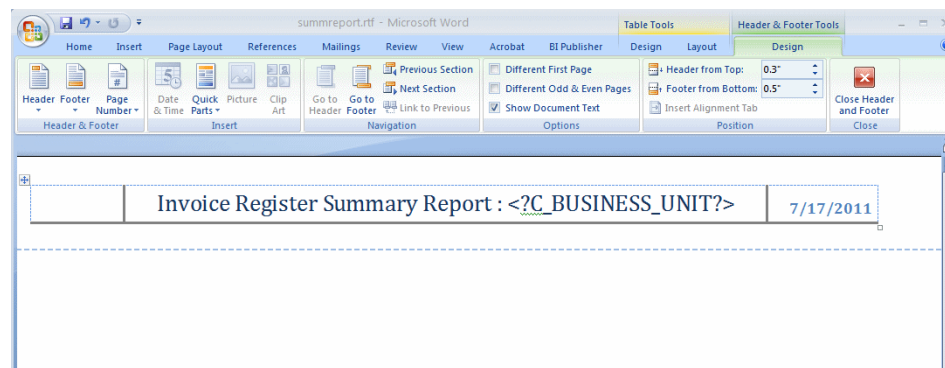 summreport.rtf - Microsoft Word
Table Tools
Header & Footer Tools
Home Insert Page Layout References Mailings Review View Acrobat BI Publisher Design Layout Design
Header
Footer
Page Number
Header & Footer
Date & Time
Quick Parts
Picture
Clip Art
Insert
Go to Header
Go to Footer
Previous Section
Next Section
Link to Previous
Navigation
Different First Page
Different Odd & Even Pages
Show Document Text
Options
Header from Top: 0.3"
Footer from Bottom: 0.5"
Insert Alignment Tab
Position
Close Header and Footer
Close
Invoice Register Summary Report : <?C_BUSINESS_UNIT?>
7/17/2011